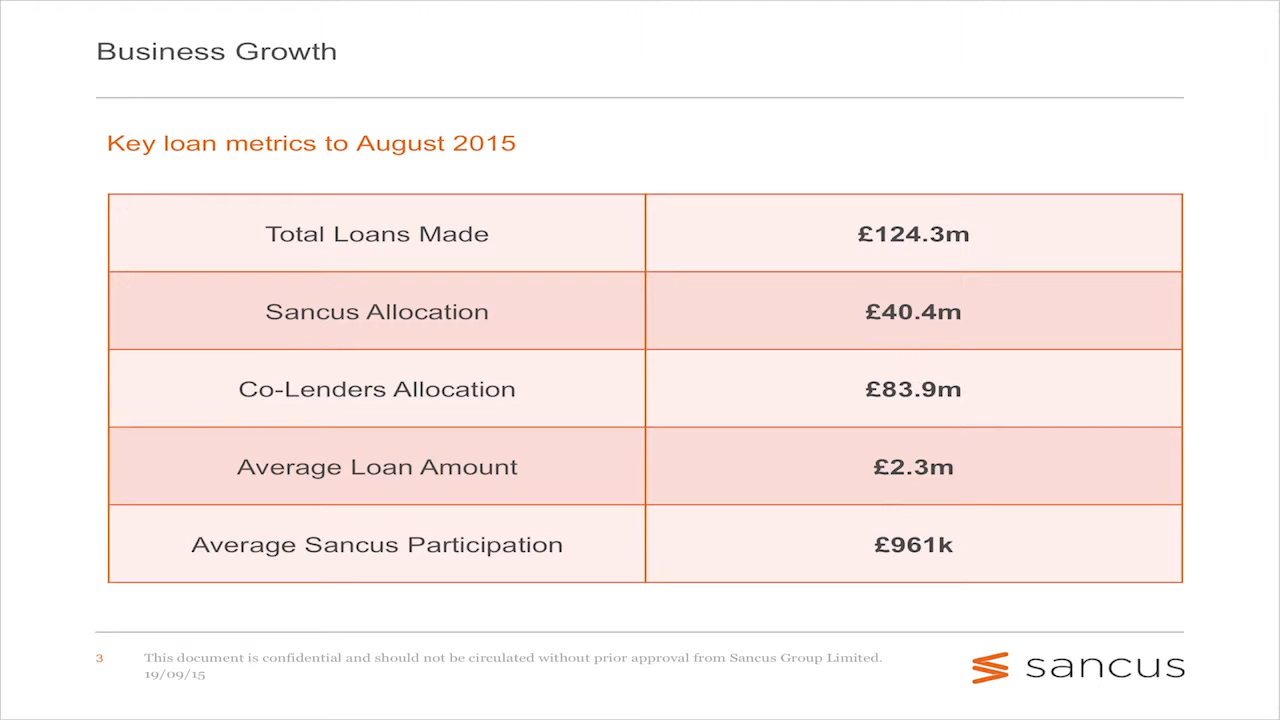 Business Growth
Key loan metrics to August 2015
Total Loans Made £124.3m
Sancus Allocation £40.4m
Co-Lenders Allocation £83.9m
Average Loan Amount £2.3m
Average Sancus Participation £961k
3 This document is confidential and should not be circulated without prior approval from Sancus Group Limited.
19/09/15
sancus